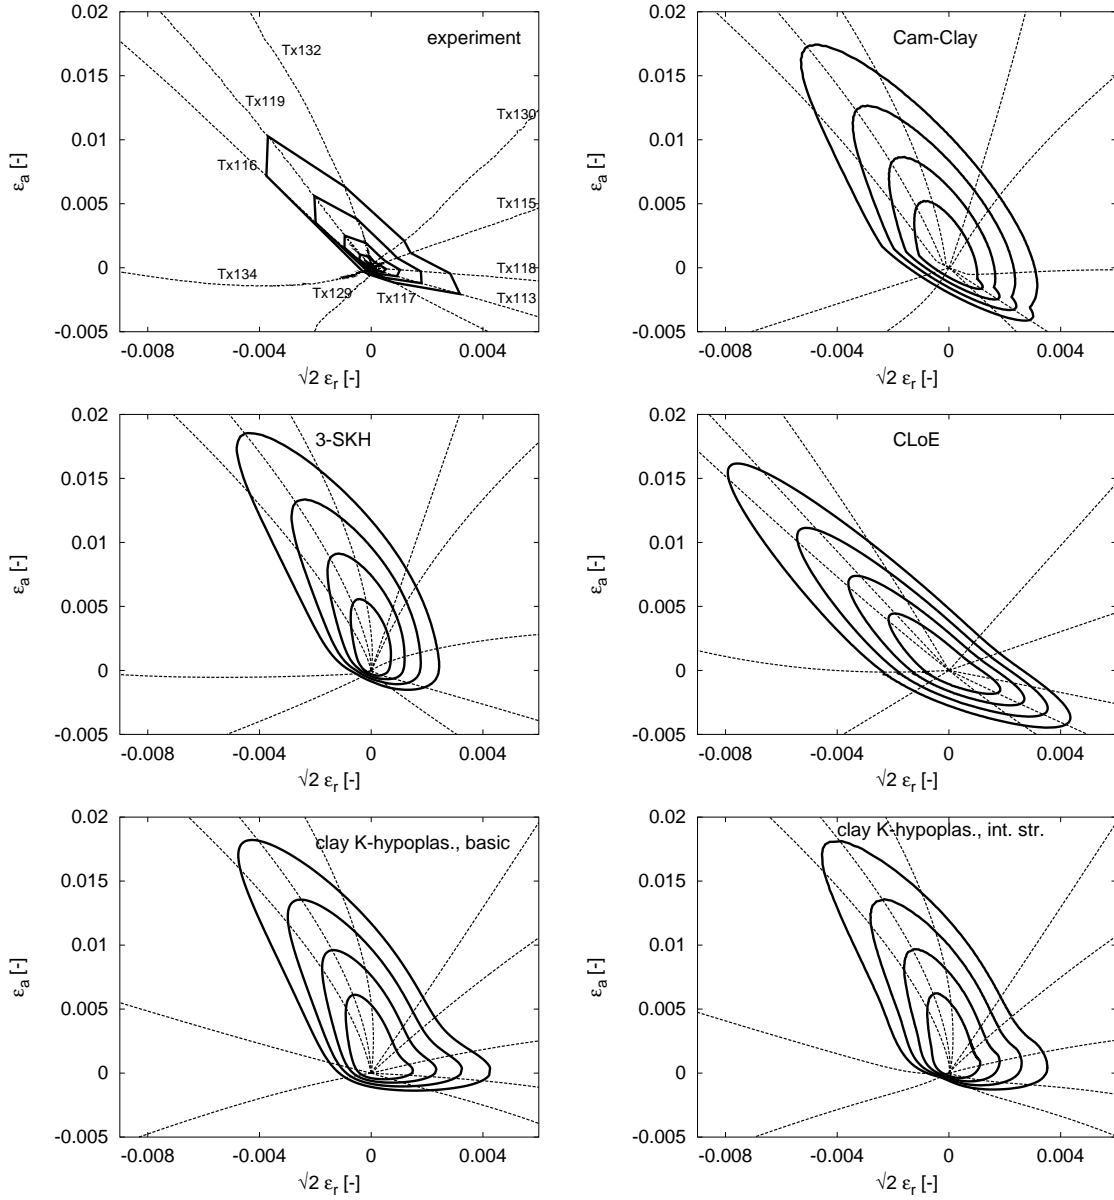 experiment
0.02
0.015
0.01
0.005
0
-0.005
εa [-]
-0.008
-0.004
0
0.004
√2 εr [-]
Tx132
Tx119
Tx116
Tx130
Tx115
Tx134
Tx129
Tx117
Tx118
Tx113
Cam-Clay
0.02
0.015
0.01
0.005
0
-0.005
εa [-]
-0.008
-0.004
0
0.004
√2 εr [-]
3-SKH
0.02
0.015
0.01
0.005
0
-0.005
εa [-]
-0.008
-0.004
0
0.004
√2 εr [-]
CLoE
0.02
0.015
0.01
0.005
0
-0.005
εa [-]
-0.008
-0.004
0
0.004
√2 εr [-]
clay K-hypoplas., basic
0.02
0.015
0.01
0.005
0
-0.005
εa [-]
-0.008
-0.004
0
0.004
√2 εr [-]
clay K-hypoplas., int. str.
0.02
0.015
0.01
0.005
0
-0.005
εa [-]
-0.008
-0.004
0
0.004
√2 εr [-]